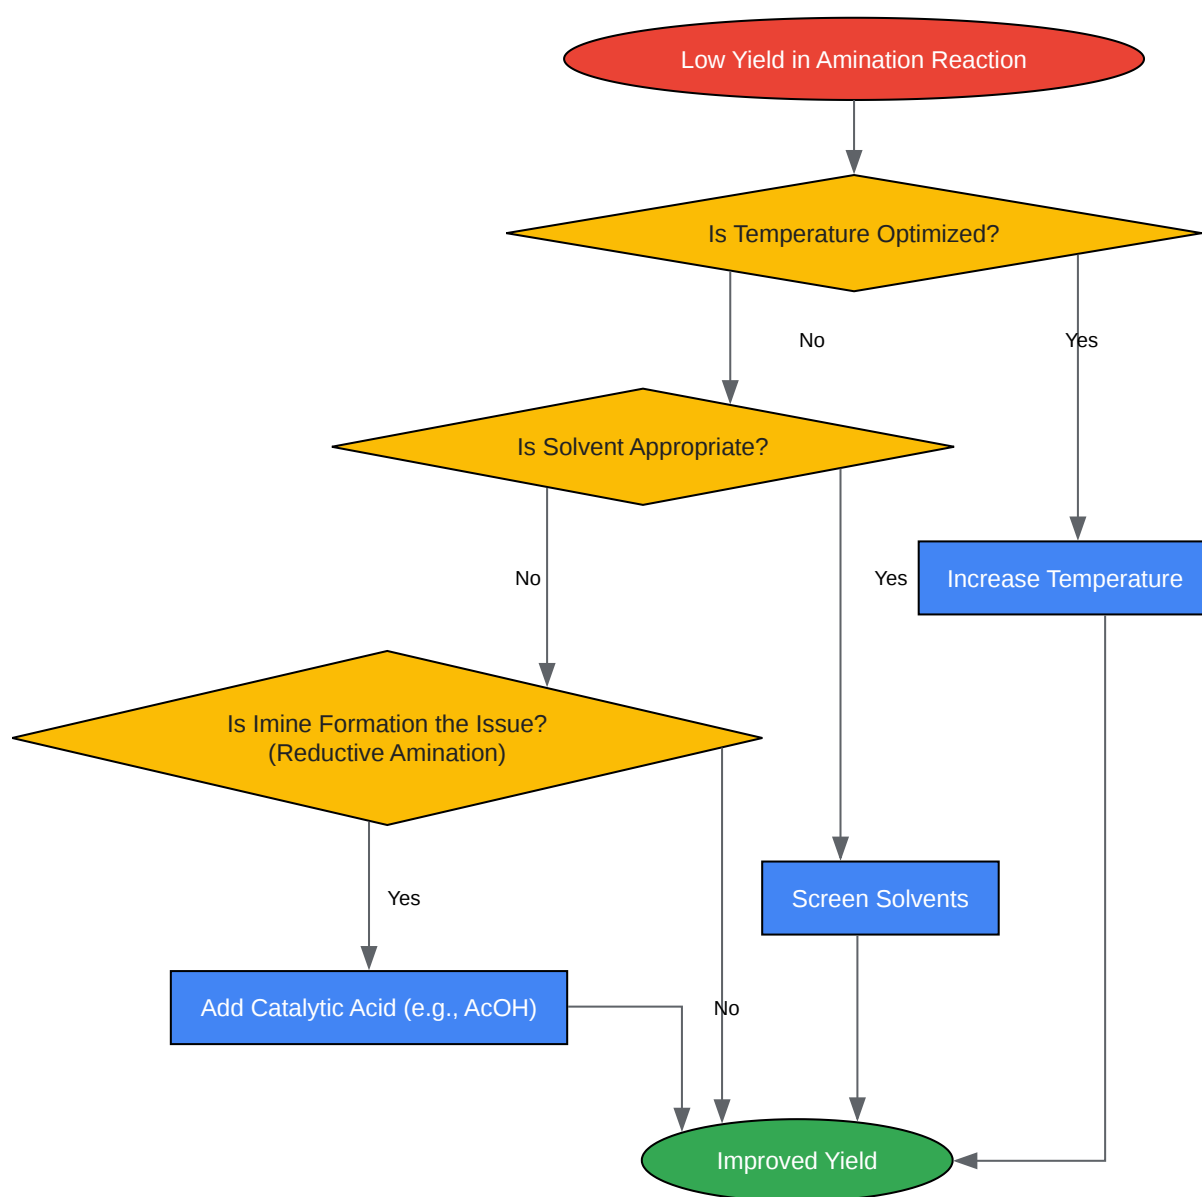 Low Yield in Amination Reaction
Is Temperature Optimized?
No
Yes
Is Solvent Appropriate?
No
Yes
Increase Temperature
Is Imine Formation the Issue?
(Reductive Amination)
Yes
Screen Solvents
Add Catalytic Acid (e.g., AcOH)
No
Improved Yield